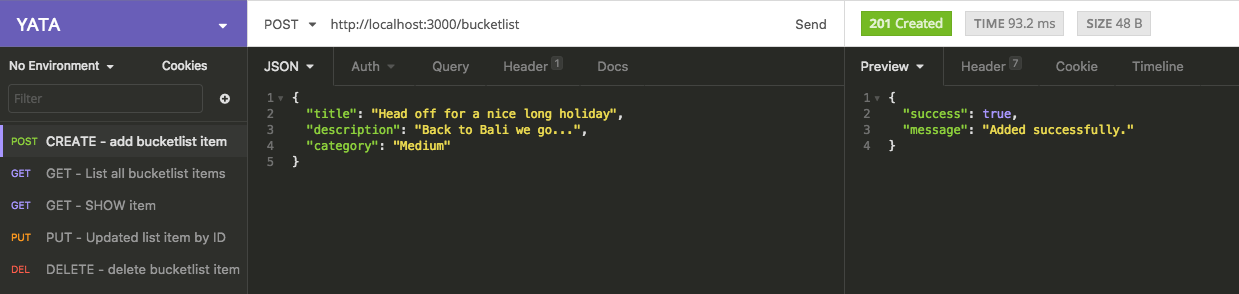 YATA
POST http://localhost:3000/bucketlist Send
201 Created TIME 93.2 ms SIZE 48 B
No Environment Cookies
JSON Auth Query Header 1 Docs
Preview Header 7 Cookie Timeline
Filter
POST CREATE - add bucketlist item
GET GET - List all bucketlist items
GET GET - SHOW item
PUT PUT - Updated list item by ID
DEL DELETE - delete bucketlist item
1 {
2 "title": "Head off for a nice long holiday",
3 "description": "Back to Bali we go...",
4 "category": "Medium"
5 }
1 {
2 "success": true,
3 "message": "Added successfully."
4 }